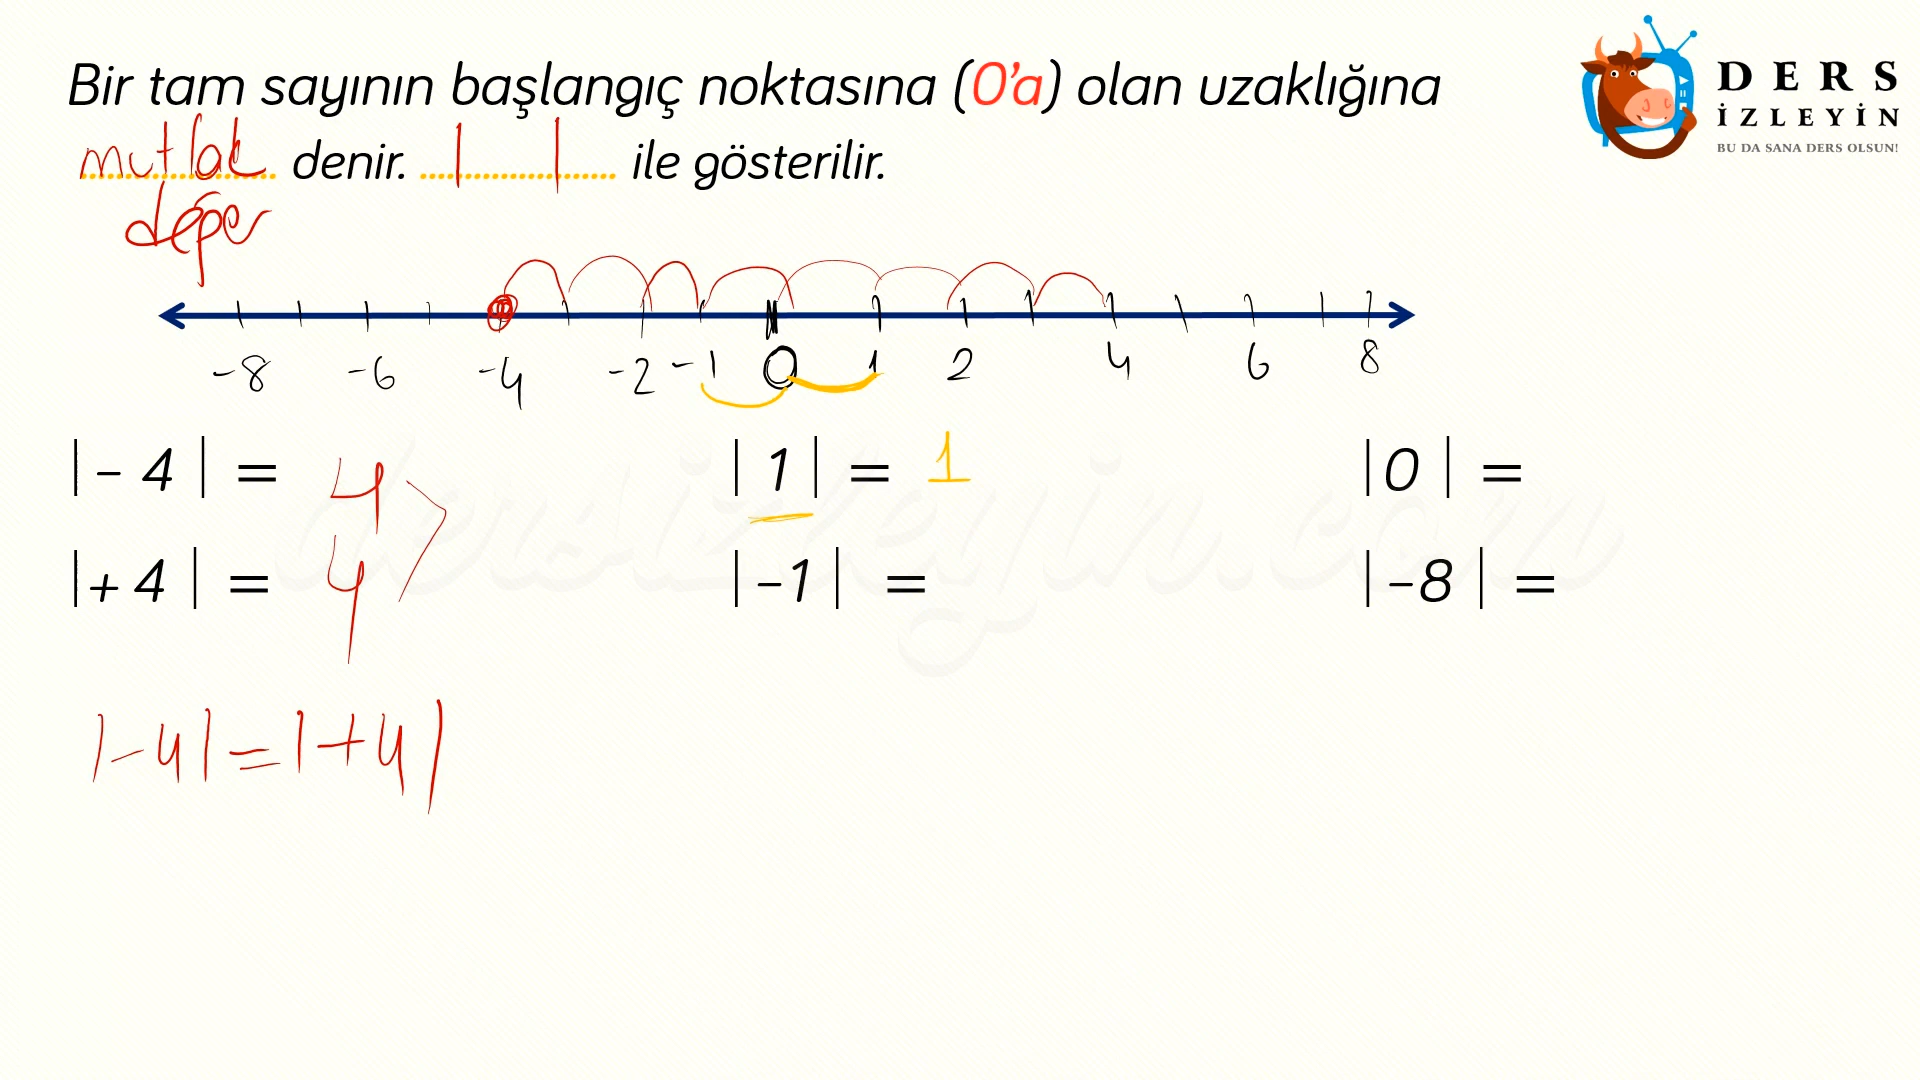 Bir tam sayının başlangıç noktasına (0'a) olan uzaklığına
mutlak denir. | | ile gösterilir.
değer
DERS
İZLEYİN
BU DA SANA DERS OLSUN!
-8 -6 -4 -2 -1 0 1 2 4 6 8
|- 4 | = 4
| 1 | = 1
|0 | =
|+ 4 | = 4
|-1 | =
|-8 | =
dersizleyin.com
|-4|=|+4|